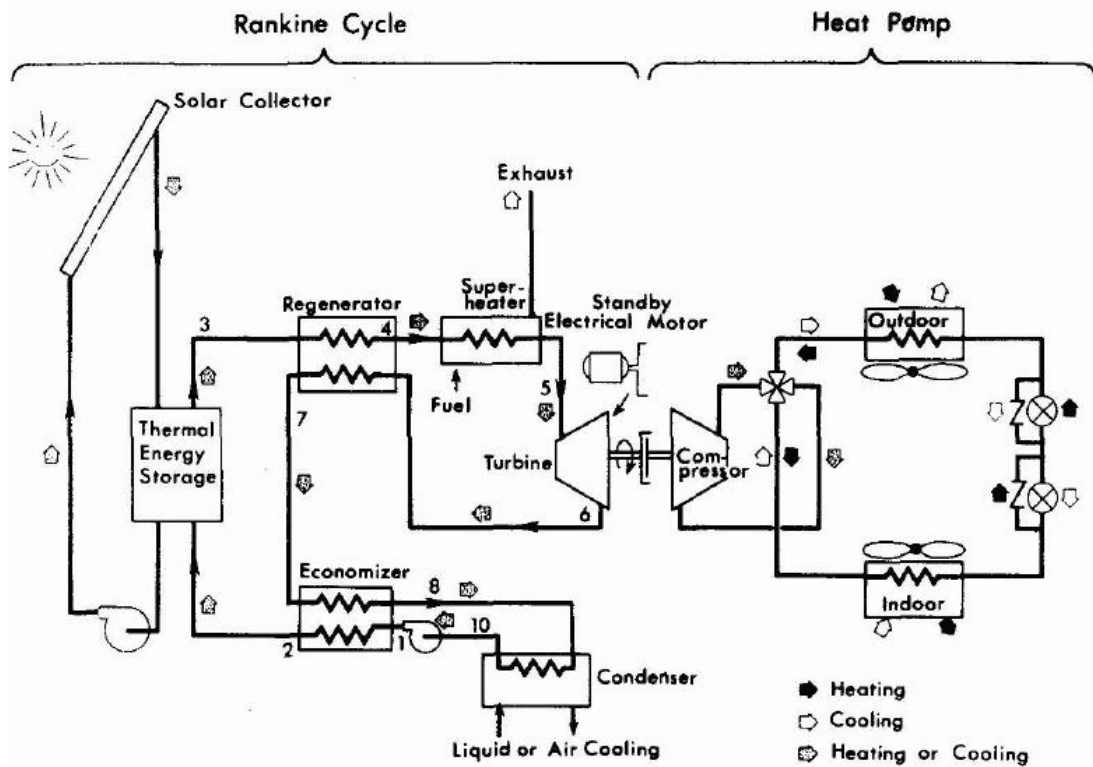 Rankine Cycle
Heat Pump
Solar Collector
Exhaust
Super-
heater
Standby
Electrical Motor
Regenerator
3
4
5
Fuel
7
Thermal
Energy
Storage
Turbine
Com-
pressor
6
Outdoor
Indoor
Economizer
8
2
1
10
Condenser
Liquid or Air Cooling
Heating
Cooling
Heating or Cooling